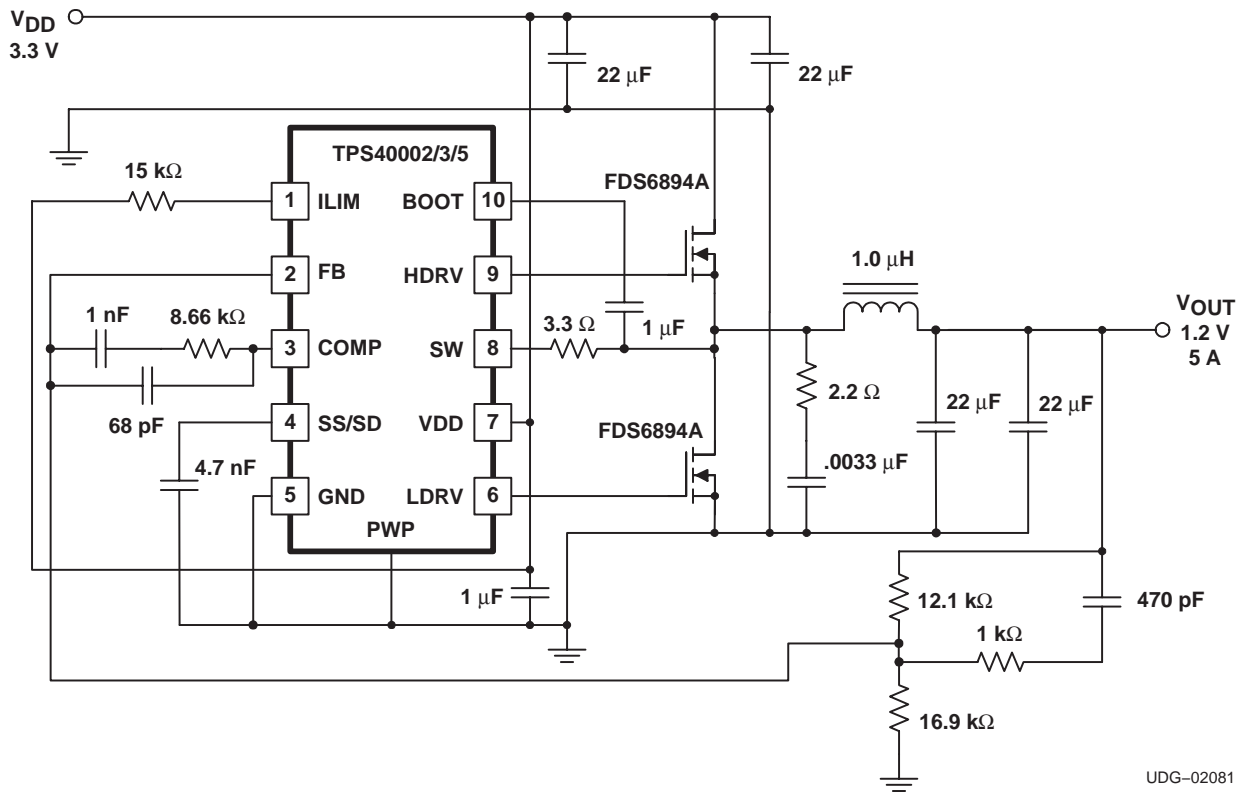 VDD
3.3 V
22 μF
22 μF
TPS40002/3/5
15 kΩ
1 ILIM
BOOT 10
FDS6894A
2 FB
HDRV 9
1.0 μH
1 nF
8.66 kΩ
3 COMP
SW 8
3.3 Ω
1 μF
VOUT
1.2 V
5 A
68 pF
2.2 Ω
22 μF
22 μF
4 SS/SD
VDD 7
FDS6894A
4.7 nF
.0033 μF
5 GND
LDRV 6
PWP
1 μF
12.1 kΩ
470 pF
1 kΩ
16.9 kΩ
UDG–02081